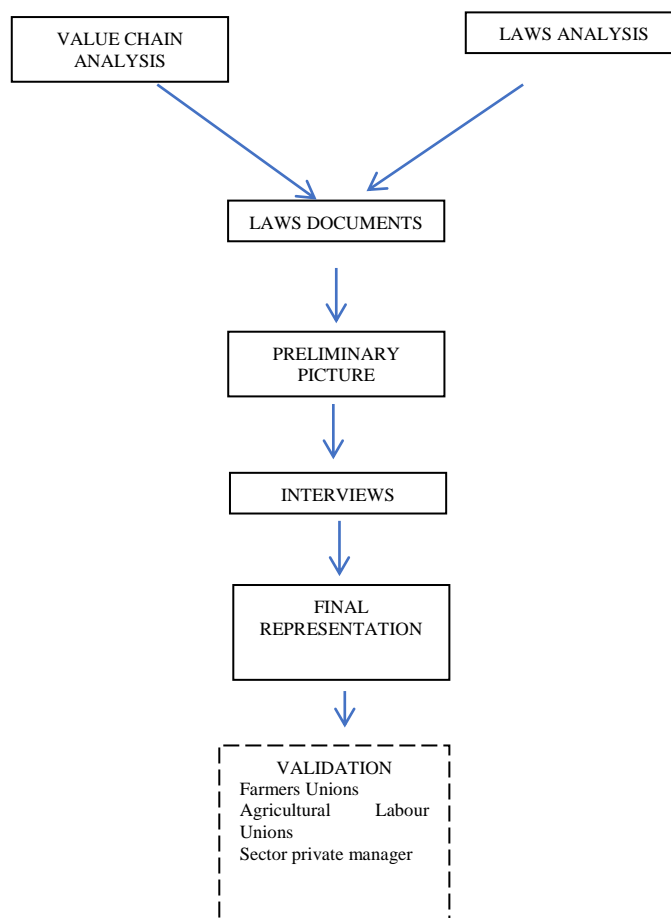 VALUE CHAIN
ANALYSIS
LAWS ANALYSIS
LAWS DOCUMENTS
PRELIMINARY
PICTURE
INTERVIEWS
FINAL
REPRESENTATION
VALIDATION
Farmers Unions
Agricultural Labour
Unions
Sector private manager